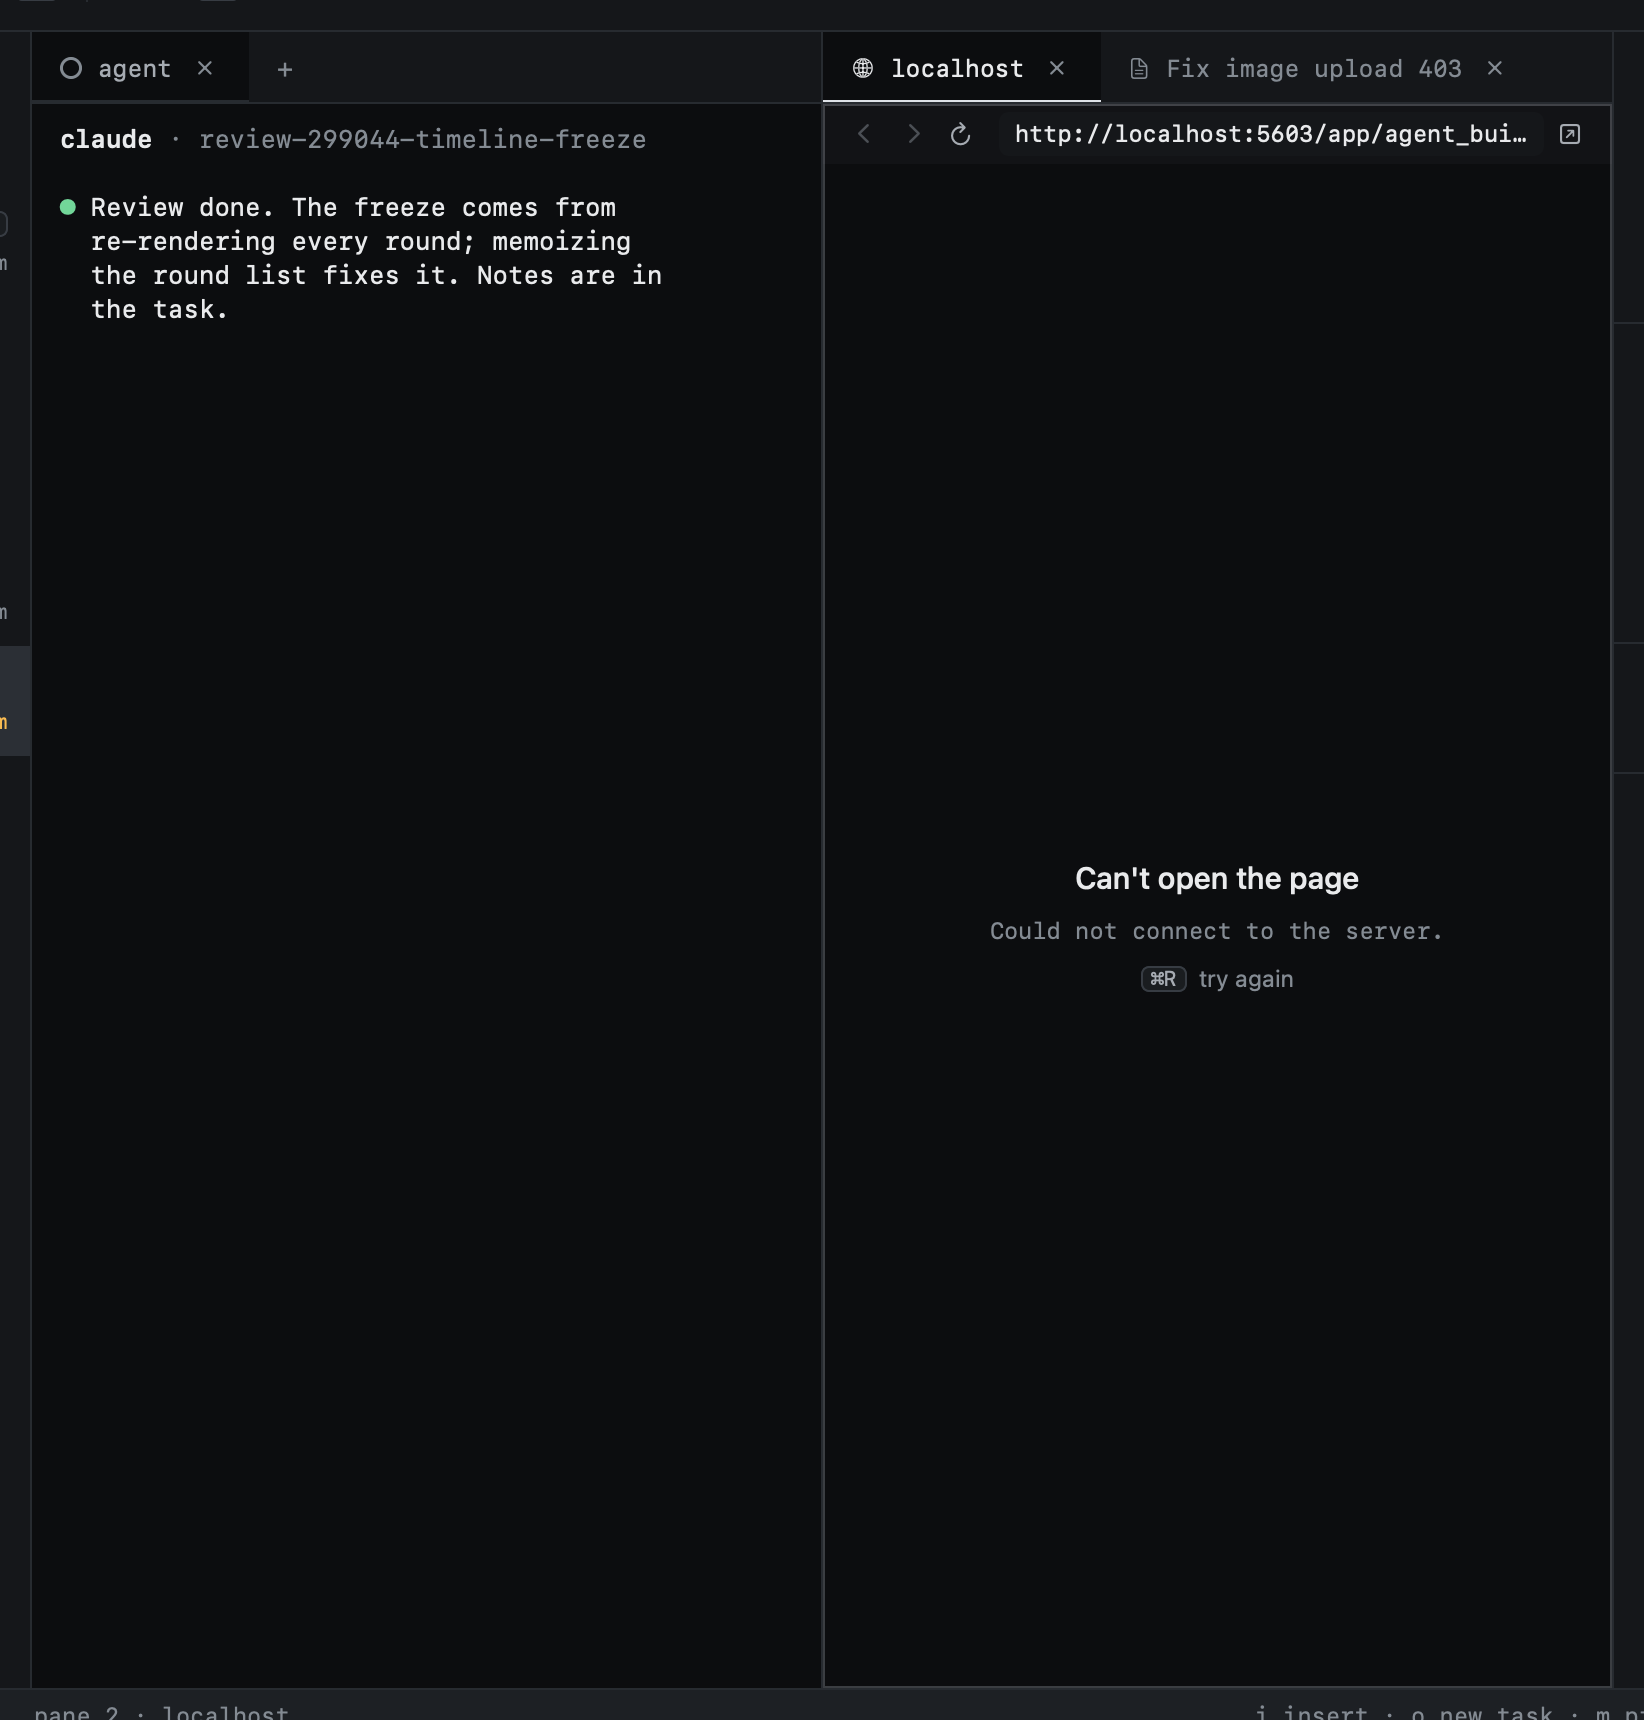 agent
localhost
Fix image upload 403
claude · review-299044-timeline-freeze
http://localhost:5603/app/agent_bui…
Review done. The freeze comes from
re-rendering every round; memoizing
the round list fixes it. Notes are in
the task.
Can't open the page
Could not connect to the server.
⌘R try again
pane 2 · localhost
i insert · o new task · m